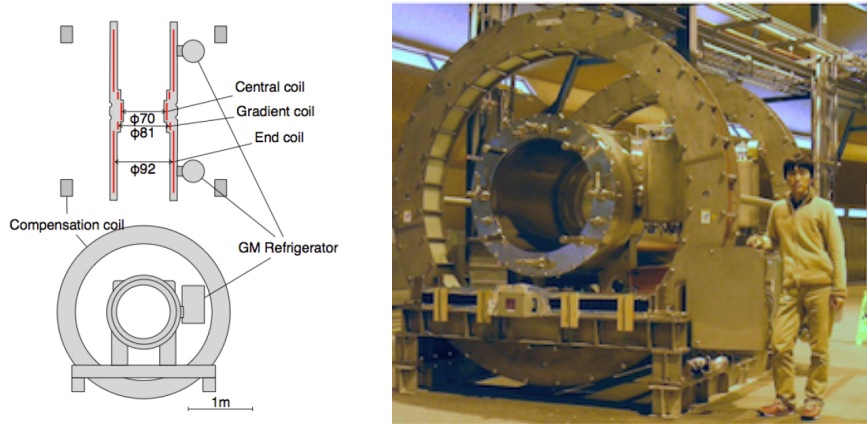 Central coil
Gradient coil
φ70
φ81
End coil
φ92
Compensation coil
GM Refrigerator
1m